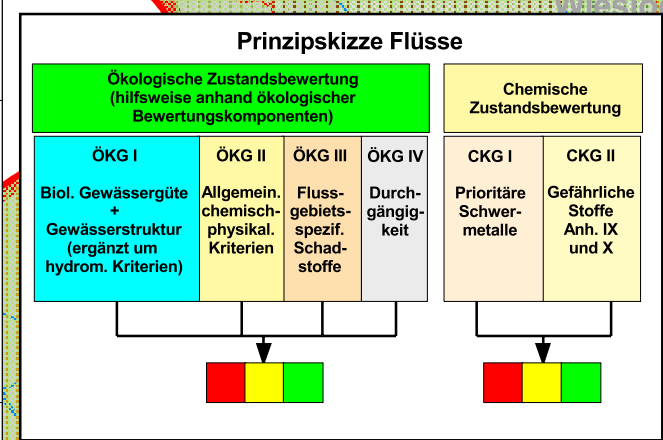 Wieslo
Prinzipskizze Flüsse
Ökologische Zustandsbewertung
(hilfsweise anhand ökologischer
Bewertungskomponenten)
Chemische
Zustandsbewertung
ÖKG I
Biol. Gewässergüte
+
Gewässerstruktur
(ergänzt um
hydrom. Kriterien)
ÖKG II
Allgemein.
chemisch-
physikal.
Kriterien
ÖKG III
Fluss-
gebiets-
spezif.
Schad-
stoffe
ÖKG IV
Durch-
gängig-
keit
CKG I
Prioritäre
Schwer-
metalle
CKG II
Gefährliche
Stoffe
Anh. IX
und X